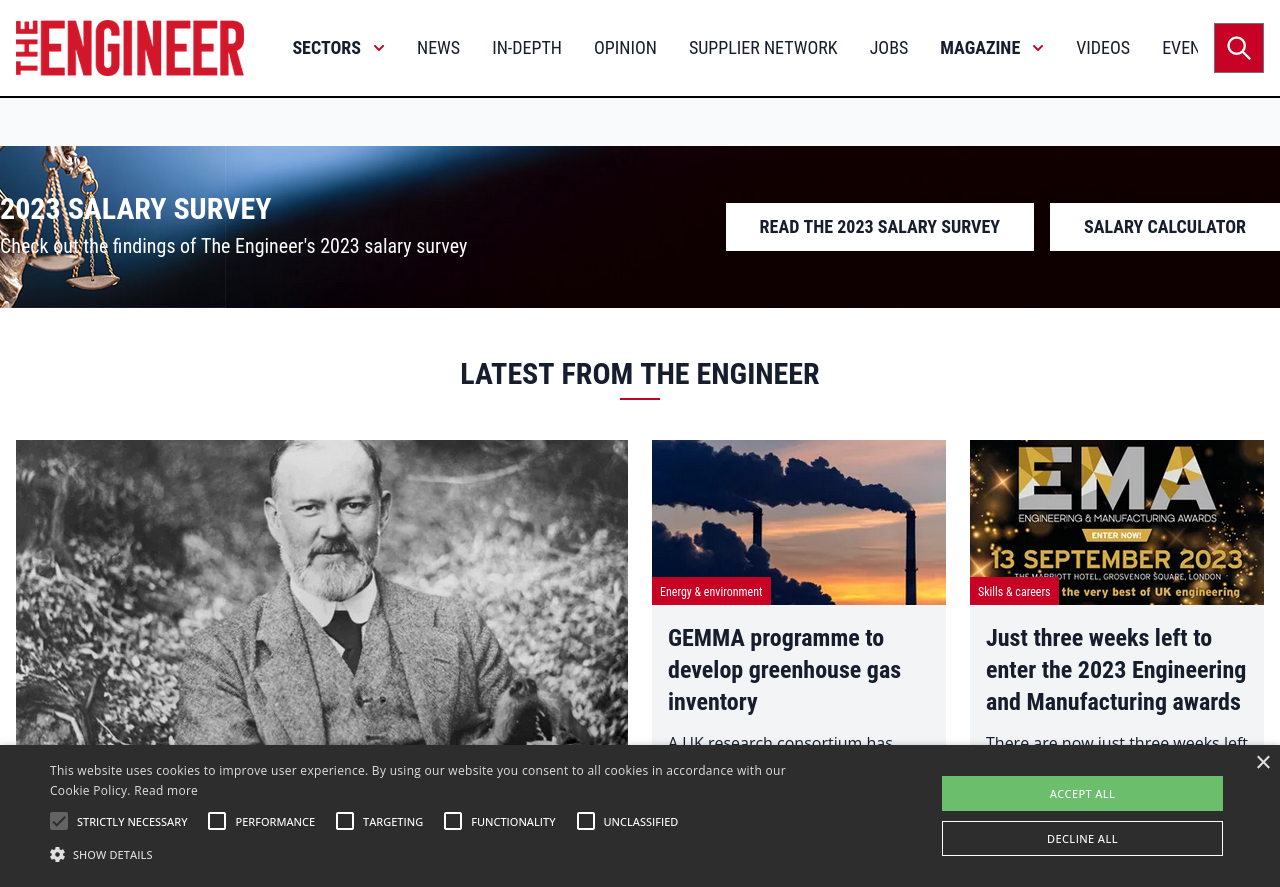 THE ENGINEER
SECTORS NEWS IN-DEPTH OPINION SUPPLIER NETWORK JOBS MAGAZINE VIDEOS EVEN
2023 SALARY SURVEY
Check out the findings of The Engineer's 2023 salary survey
READ THE 2023 SALARY SURVEY
SALARY CALCULATOR
LATEST FROM THE ENGINEER
Energy & environment
GEMMA programme to
develop greenhouse gas
inventory
A UK research consortium has
EMA
ENGINEERING & MANUFACTURING AWARDS
ENTER NOW!
13 SEPTEMBER 2023
THE MARRIOTT HOTEL, GROSVENOR SQUARE, LONDON
the very best of UK engineering
Skills & careers
Just three weeks left to
enter the 2023 Engineering
and Manufacturing awards
There are now just three weeks left
This website uses cookies to improve user experience. By using our website you consent to all cookies in accordance with our
Cookie Policy. Read more
STRICTLY NECESSARY PERFORMANCE TARGETING FUNCTIONALITY UNCLASSIFIED
SHOW DETAILS
ACCEPT ALL
DECLINE ALL